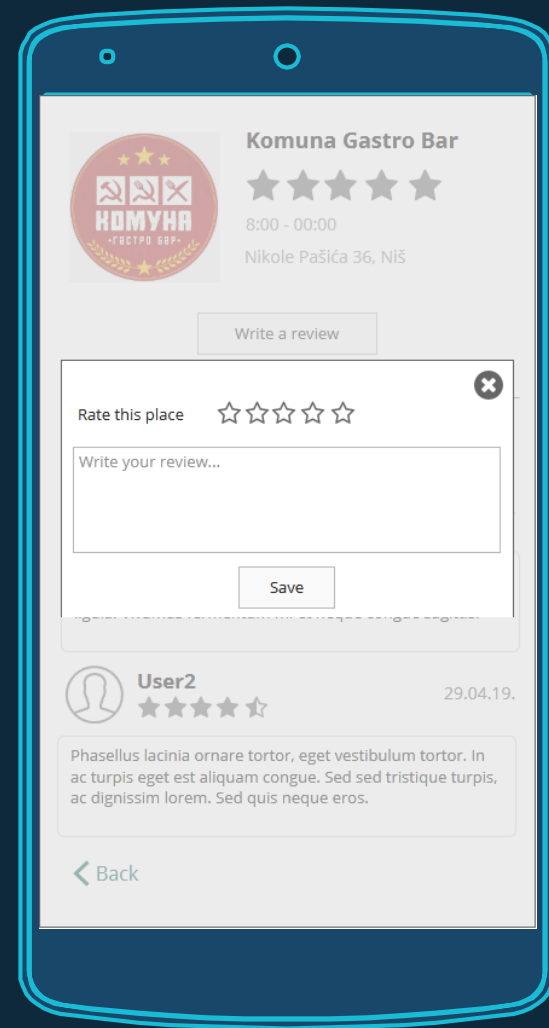 Komuna Gastro Bar
8:00 - 00:00
Nikole Pašića 36, Niš
КОМУНА
•ГАСТРО БАР•
Write a review
Rate this place
Write your review...
Save
User2
29.04.19.
Phasellus lacinia ornare tortor, eget vestibulum tortor. In
ac turpis eget est aliquam congue. Sed sed tristique turpis,
ac dignissim lorem. Sed quis neque eros.
Back